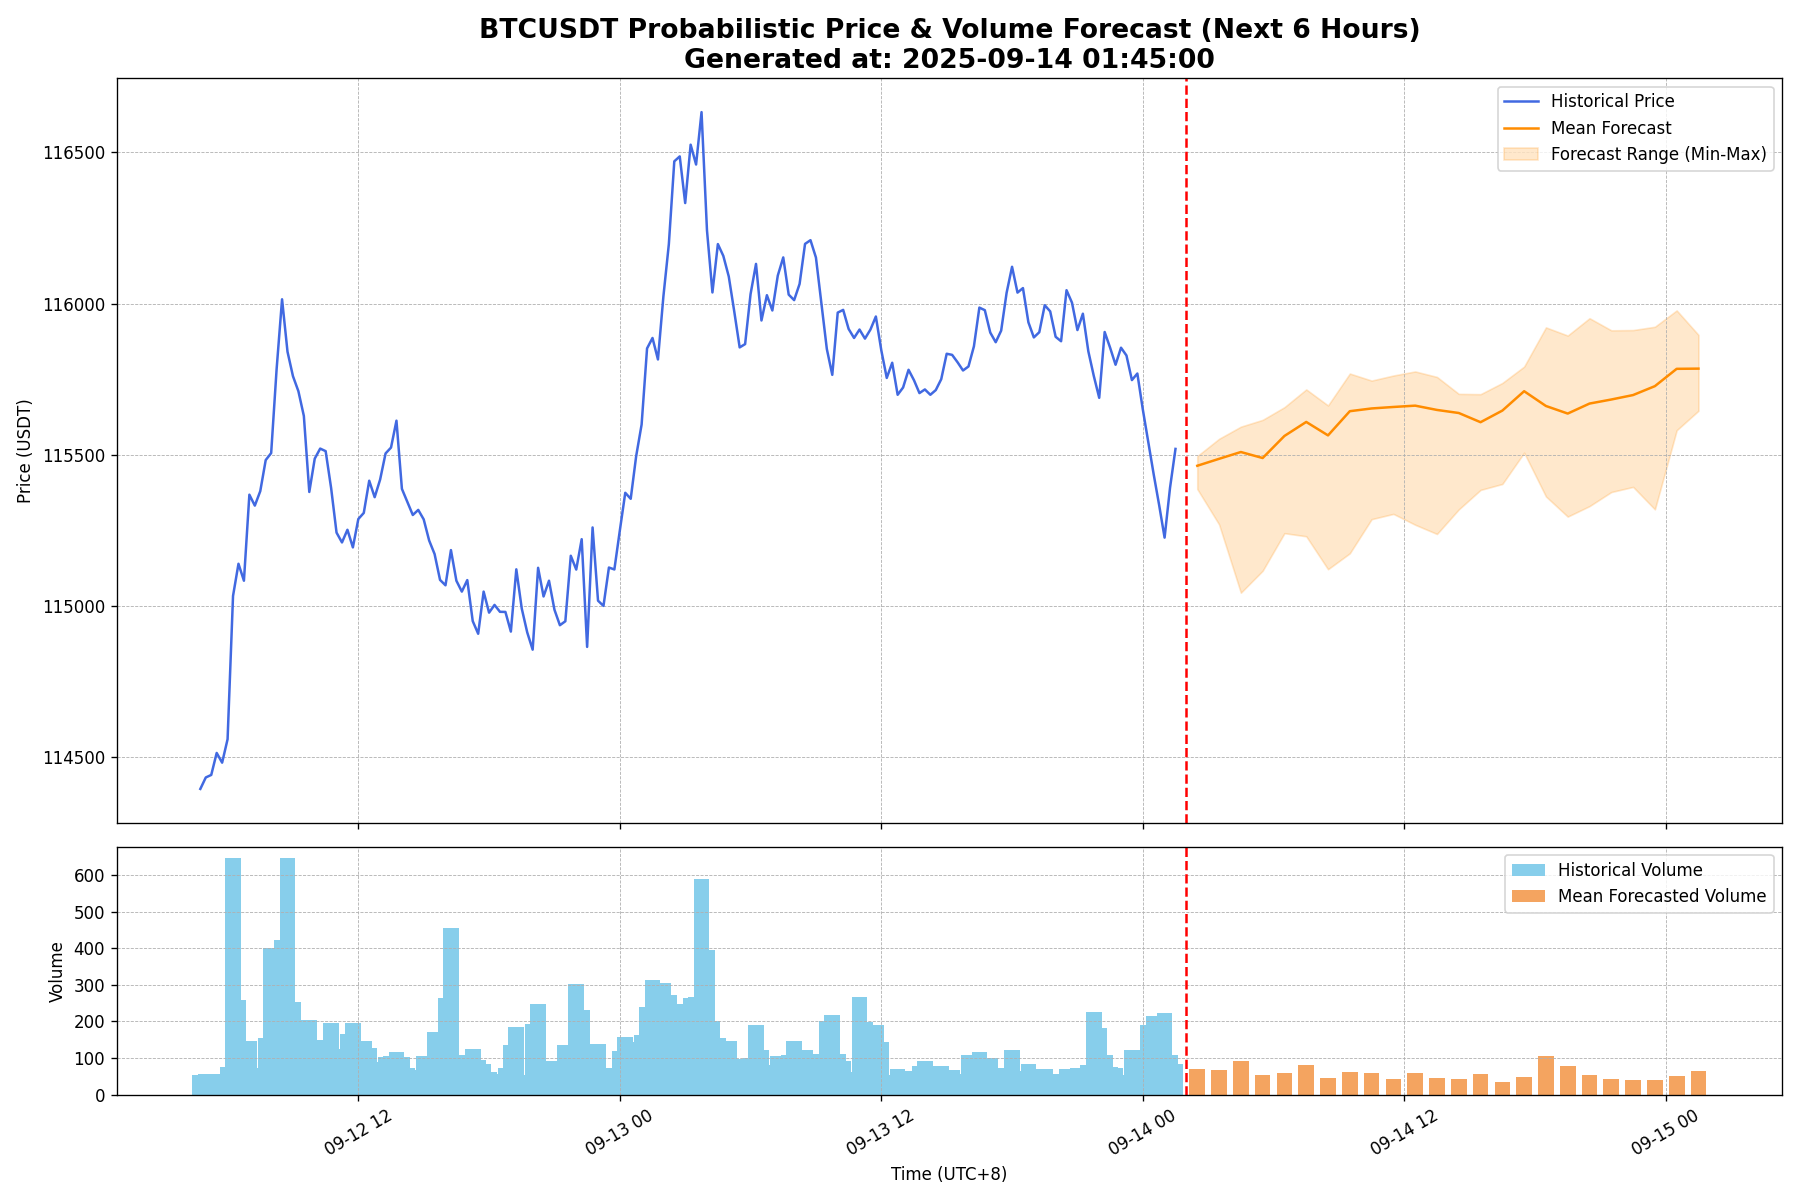 BTCUSDT Probabilistic Price & Volume Forecast (Next 6 Hours)
Generated at: 2025-09-14 01:45:00
Historical Price
Mean Forecast
Forecast Range (Min-Max)
116500
116000
115500
115000
114500
Price (USDT)
Historical Volume
Mean Forecasted Volume
600
500
400
300
200
100
0
Volume
09-12 12
09-13 00
09-13 12
09-14 00
09-14 12
09-15 00
Time (UTC+8)